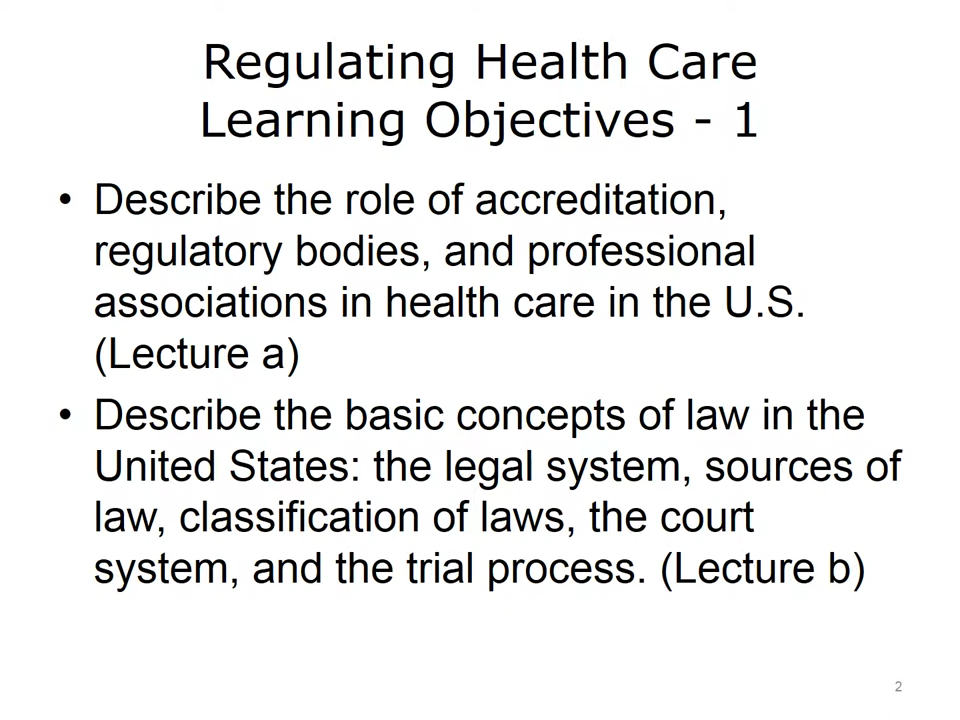 Regulating Health Care
Learning Objectives - 1
• Describe the role of accreditation,
regulatory bodies, and professional
associations in health care in the U.S.
(Lecture a)
• Describe the basic concepts of law in the
United States: the legal system, sources of
law, classification of laws, the court
system, and the trial process. (Lecture b)
2